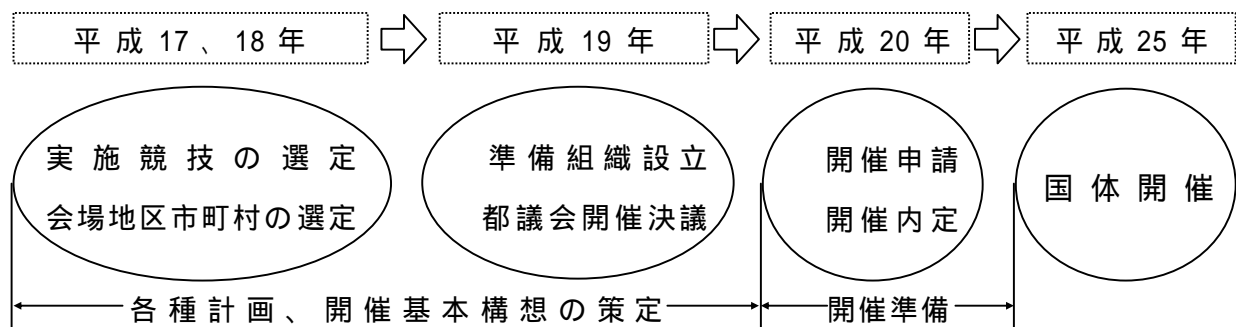 平成17、18年
平成19年
平成20年
平成25年
実施競技の選定
会場地区市町村の選定
準備組織設立
都議会開催決議
開催申請
開催内定
国体開催
各種計画、開催基本構想の策定
開催準備